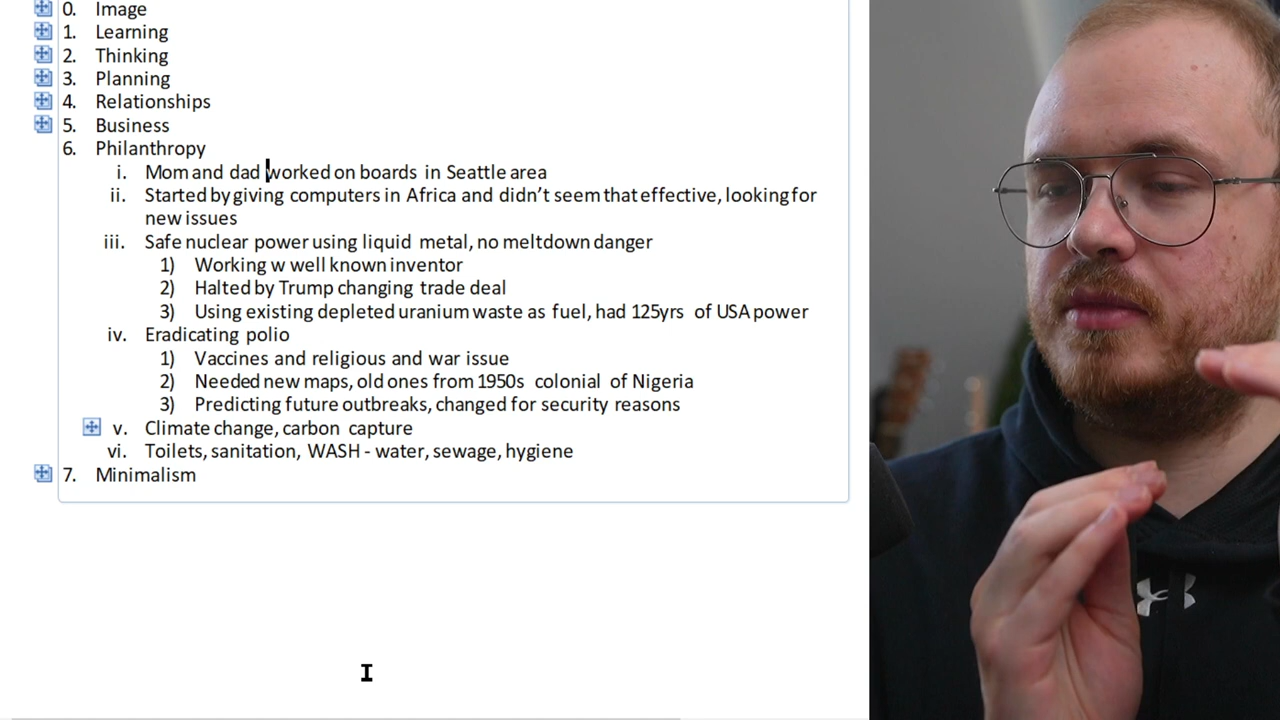 0. Image
1. Learning
2. Thinking
3. Planning
4. Relationships
5. Business
6. Philanthropy
i. Mom and dad worked on boards in Seattle area
ii. Started by giving computers in Africa and didn't seem that effective, looking for
new issues
iii. Safe nuclear power using liquid metal, no meltdown danger
1) Working w well known inventor
2) Halted by Trump changing trade deal
3) Using existing depleted uranium waste as fuel, had 125yrs of USA power
iv. Eradicating polio
1) Vaccines and religious and war issue
2) Needed new maps, old ones from 1950s colonial of Nigeria
3) Predicting future outbreaks, changed for security reasons
v. Climate change, carbon capture
vi. Toilets, sanitation, WASH - water, sewage, hygiene
7. Minimalism